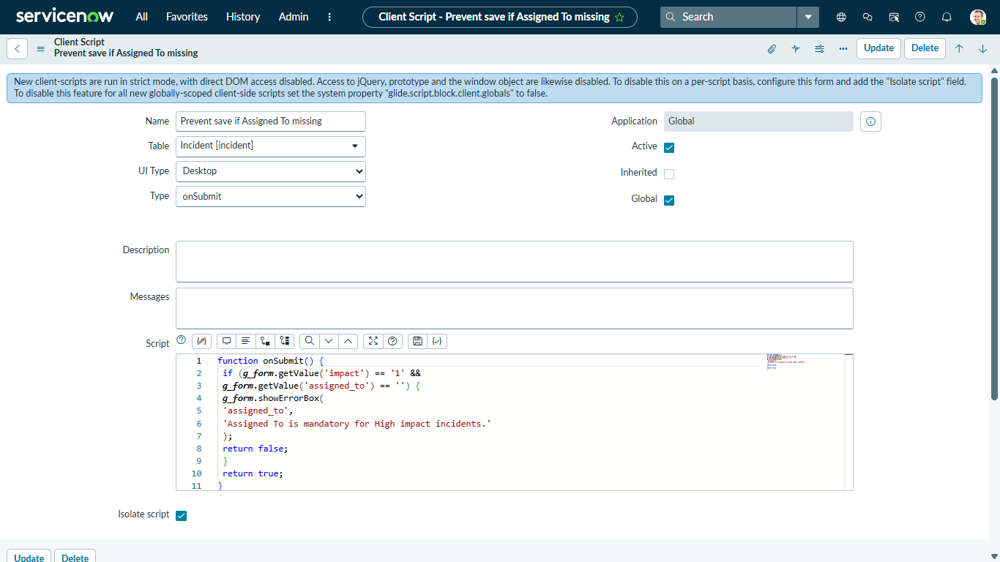 servicenow All Favorites History Admin Client Script - Prevent save if Assigned To missing Search
Client Script
Prevent save if Assigned To missing
Update Delete
New client-scripts are run in strict mode, with direct DOM access disabled. Access to jQuery, prototype and the window object are likewise disabled. To disable this on a per-script basis, configure this form and add the "Isolate script" field.
To disable this feature for all new globally-scoped client-side scripts set the system property "glide.script.block.client.globals" to false.
Name Prevent save if Assigned To missing Application Global
Table Incident [incident] Active
UI Type Desktop Inherited
Type onSubmit Global
Description
Messages
Script
1 function onSubmit() {
2 if (g_form.getValue('impact') == '1' &&
3 g_form.getValue('assigned_to') == '') {
4 g_form.showErrorBox(
5 'assigned_to',
6 'Assigned To is mandatory for High impact incidents.'
7 );
8 return false;
9 }
10 return true;
11 }
Isolate script
Update Delete